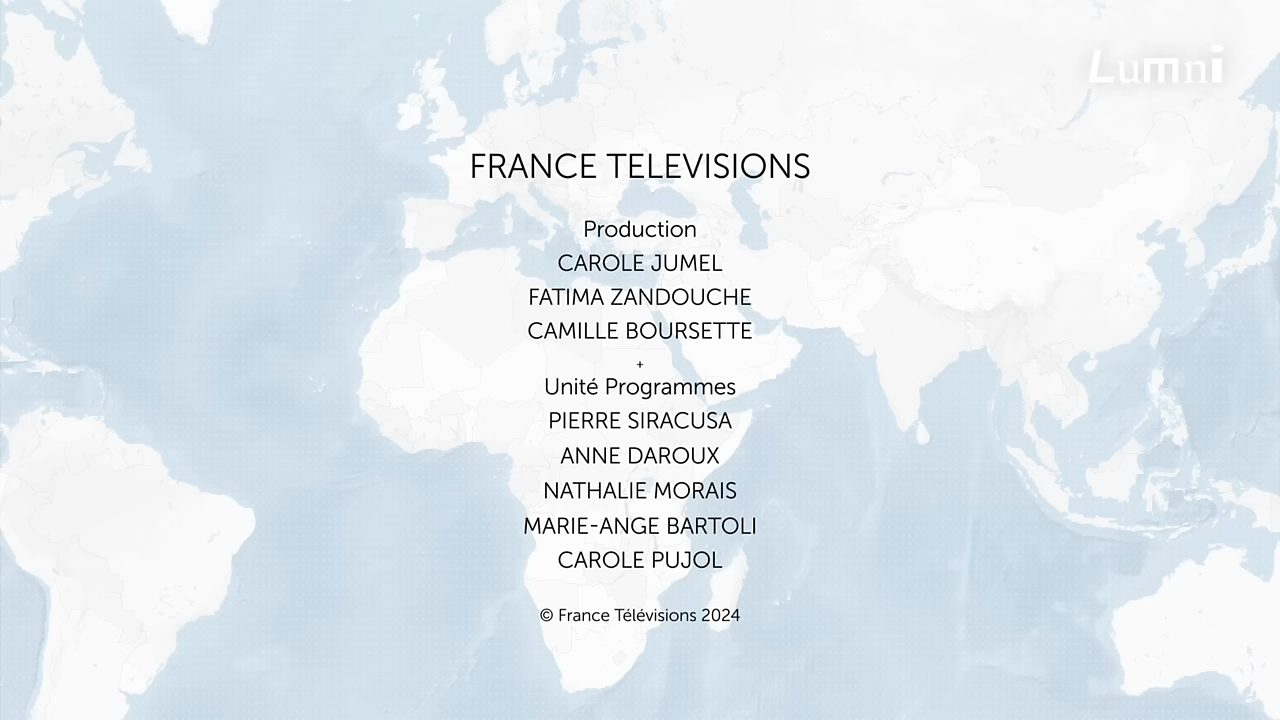 Lumni
FRANCE TELEVISIONS
Production
CAROLE JUMEL
FATIMA ZANDOUCHE
CAMILLE BOURSETTE
+
Unité Programmes
PIERRE SIRACUSA
ANNE DAROUX
NATHALIE MORAIS
MARIE-ANGE BARTOLI
CAROLE PUJOL
© France Télévisions 2024